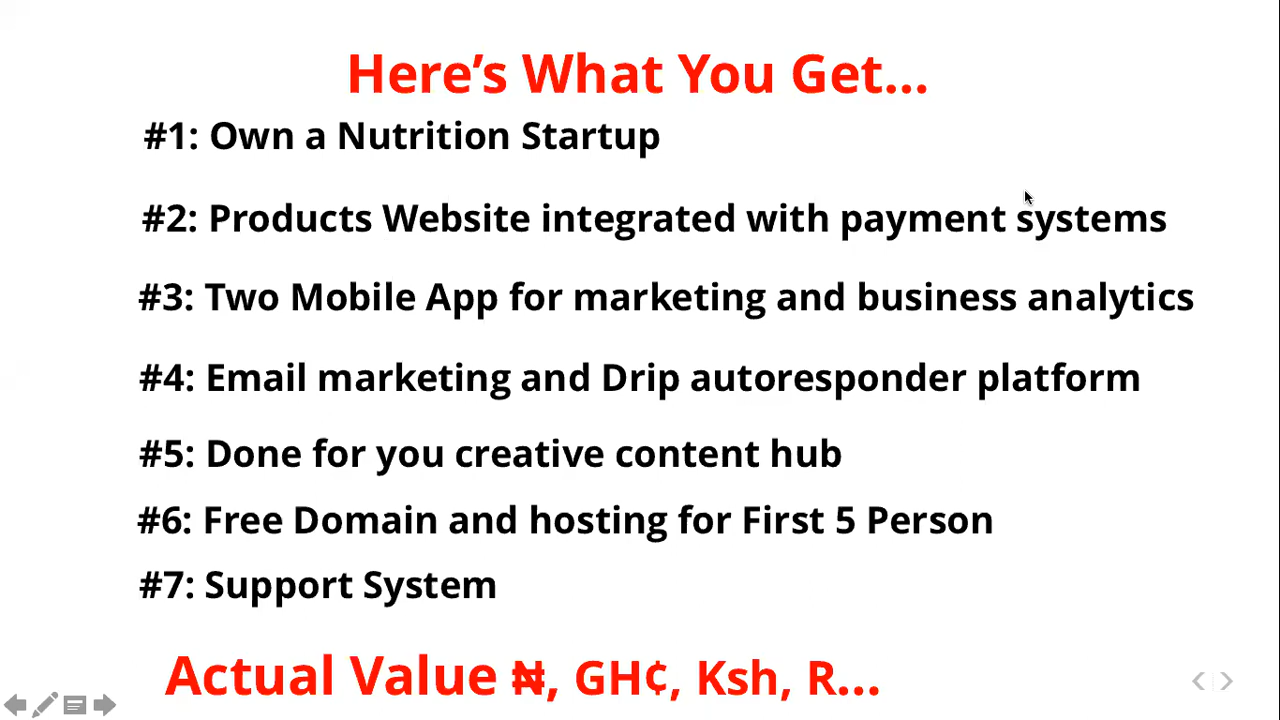 Here’s What You Get...
#1: Own a Nutrition Startup
#2: Products Website integrated with payment systems
#3: Two Mobile App for marketing and business analytics
#4: Email marketing and Drip autoresponder platform
#5: Done for you creative content hub
#6: Free Domain and hosting for First 5 Person
#7: Support System
Actual Value ₦, GH¢, Ksh, R...